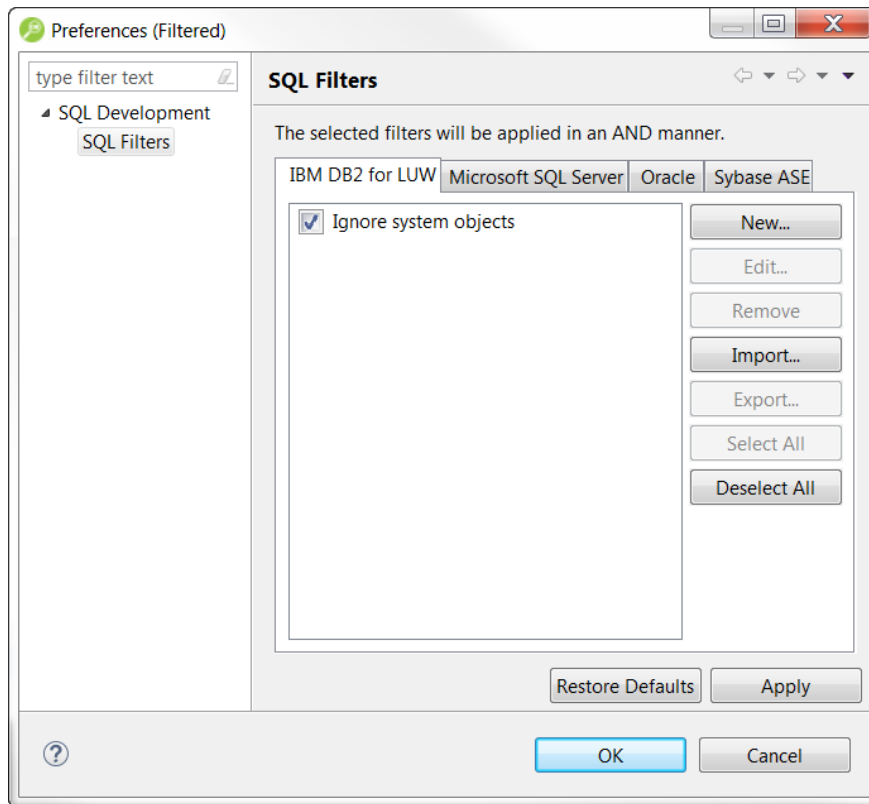 Preferences (Filtered)
type filter text
SQL Development
SQL Filters
SQL Filters
The selected filters will be applied in an AND manner.
IBM DB2 for LUW Microsoft SQL Server Oracle Sybase ASE
Ignore system objects
New...
Edit...
Remove
Import...
Export...
Select All
Deselect All
Restore Defaults Apply
? OK Cancel